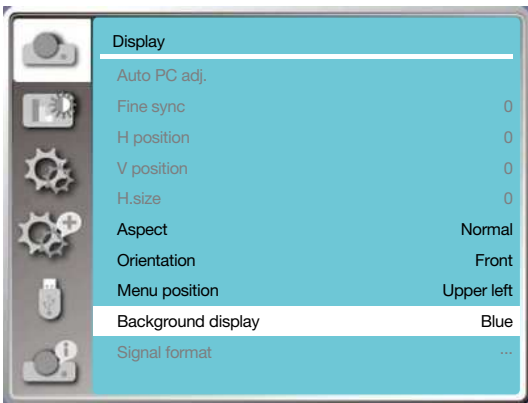 Display
Auto PC adj.
Fine sync 0
H position 0
V position 0
H.size 0
Aspect Normal
Orientation Front
Menu position Upper left
Background display Blue
Signal format ...